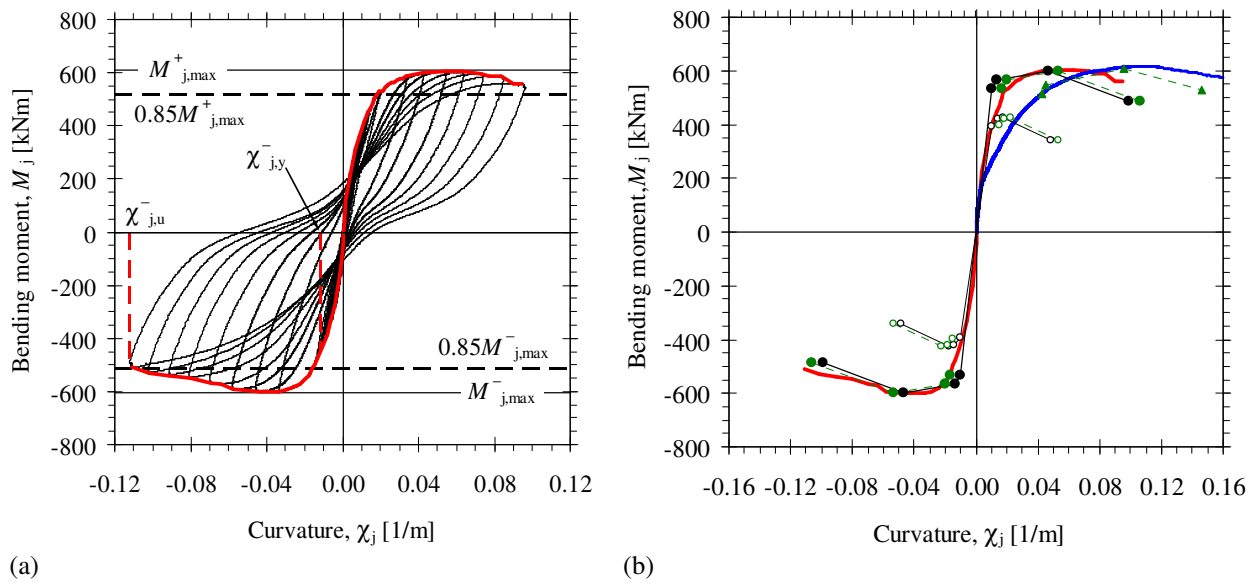 800
600
400
200
0
-200
-400
-600
-800
Bending moment, M j [kNm]
M+j,max
0.85M+j,max
χ-j,y
χ-j,u
0.85M-j,max
M-j,max
-0.12 -0.08 -0.04 0.00 0.04 0.08 0.12
Curvature, χj [1/m]
(a)
800
600
400
200
0
-200
-400
-600
-800
Bending moment,M j [kNm]
-0.16 -0.12 -0.08 -0.04 0.00 0.04 0.08 0.12 0.16
Curvature, χj [1/m]
(b)